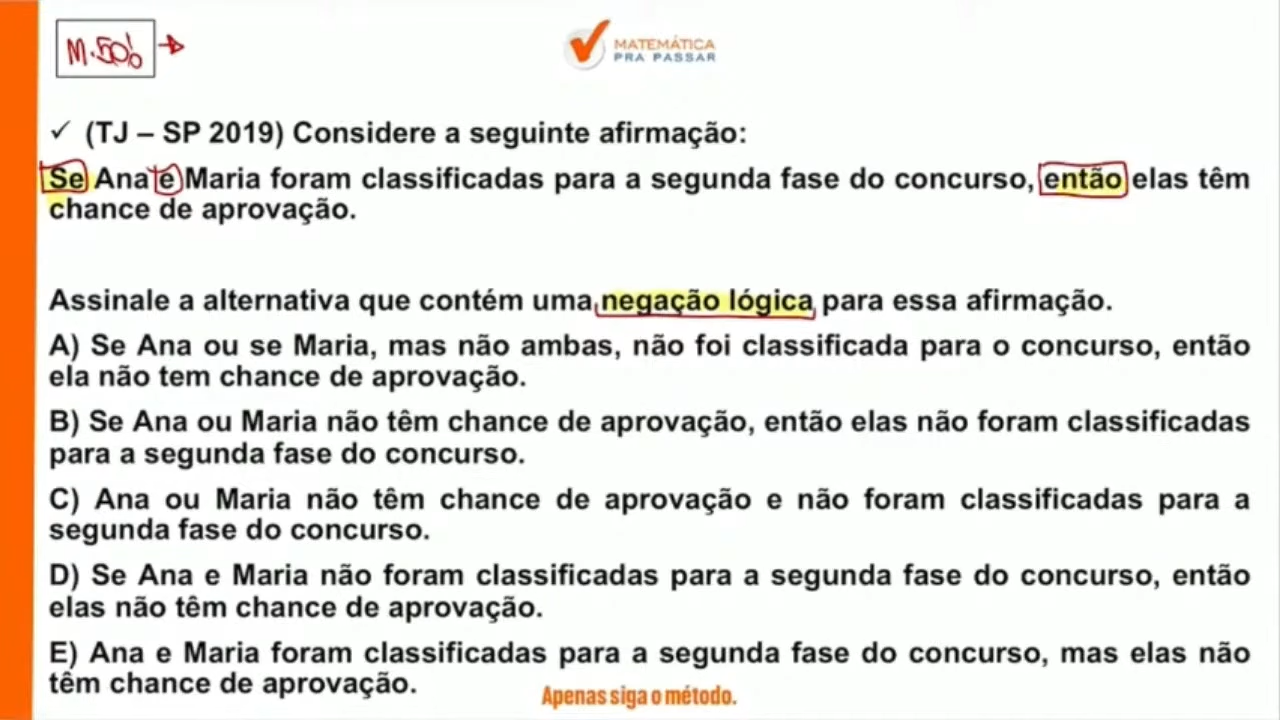 M.50%
MATEMÁTICA
PRA PASSAR
✓ (TJ – SP 2019) Considere a seguinte afirmação:
Se Ana e Maria foram classificadas para a segunda fase do concurso, então elas têm
chance de aprovação.
Assinale a alternativa que contém uma negação lógica para essa afirmação.
A) Se Ana ou se Maria, mas não ambas, não foi classificada para o concurso, então
ela não tem chance de aprovação.
B) Se Ana ou Maria não têm chance de aprovação, então elas não foram classificadas
para a segunda fase do concurso.
C) Ana ou Maria não têm chance de aprovação e não foram classificadas para a
segunda fase do concurso.
D) Se Ana e Maria não foram classificadas para a segunda fase do concurso, então
elas não têm chance de aprovação.
E) Ana e Maria foram classificadas para a segunda fase do concurso, mas elas não
têm chance de aprovação.
Apenas siga o método.